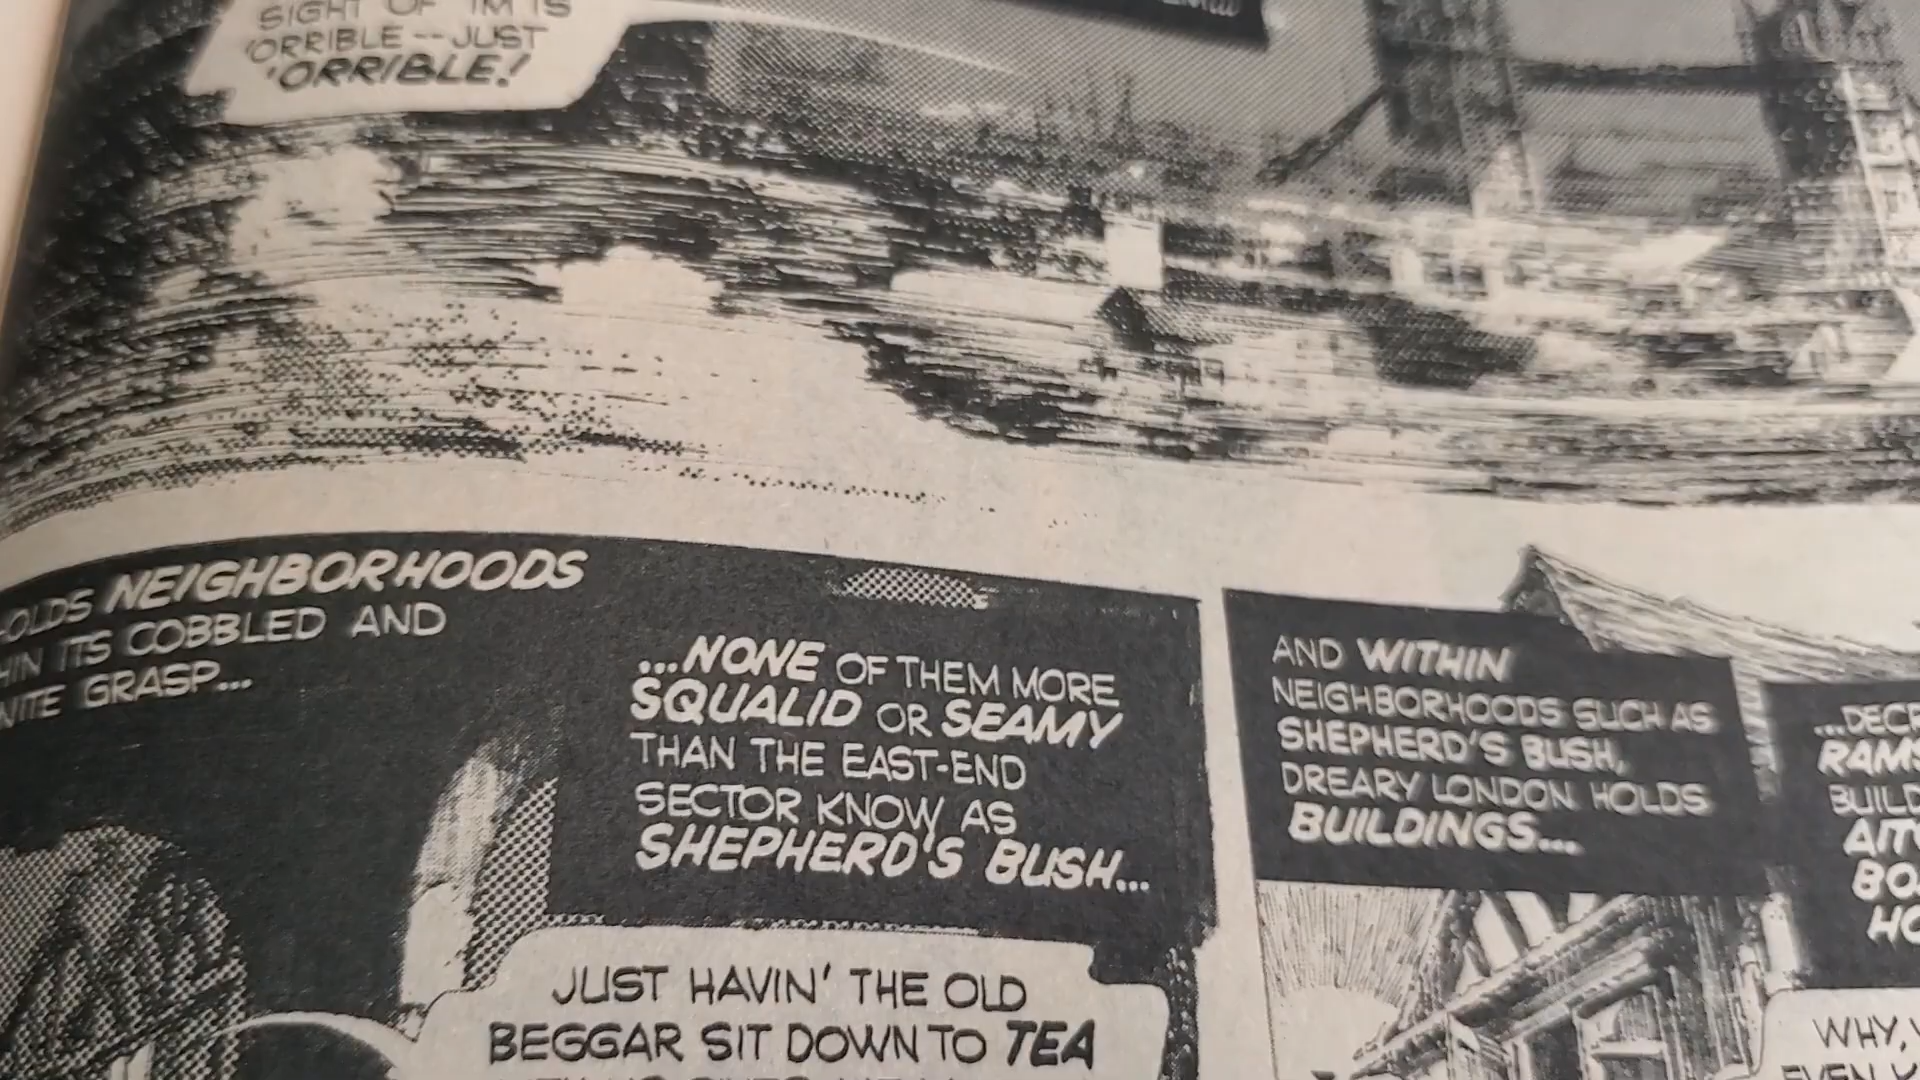 SIGHT OF 'IM IS
'ORRIBLE -- JUST
'ORRIBLE!
NEIGHBORHOODS
ITS COBBLED AND
GRASP...
...NONE OF THEM MORE
SQUALID OR SEAMY
THAN THE EAST-END
SECTOR KNOW AS
SHEPHERD'S BUSH...
AND WITHIN
NEIGHBORHOODS SUCH AS
SHEPHERD'S BUSH,
DREARY LONDON HOLDS
BUILDINGS...
JUST HAVIN' THE OLD
BEGGAR SIT DOWN TO TEA
WHY,